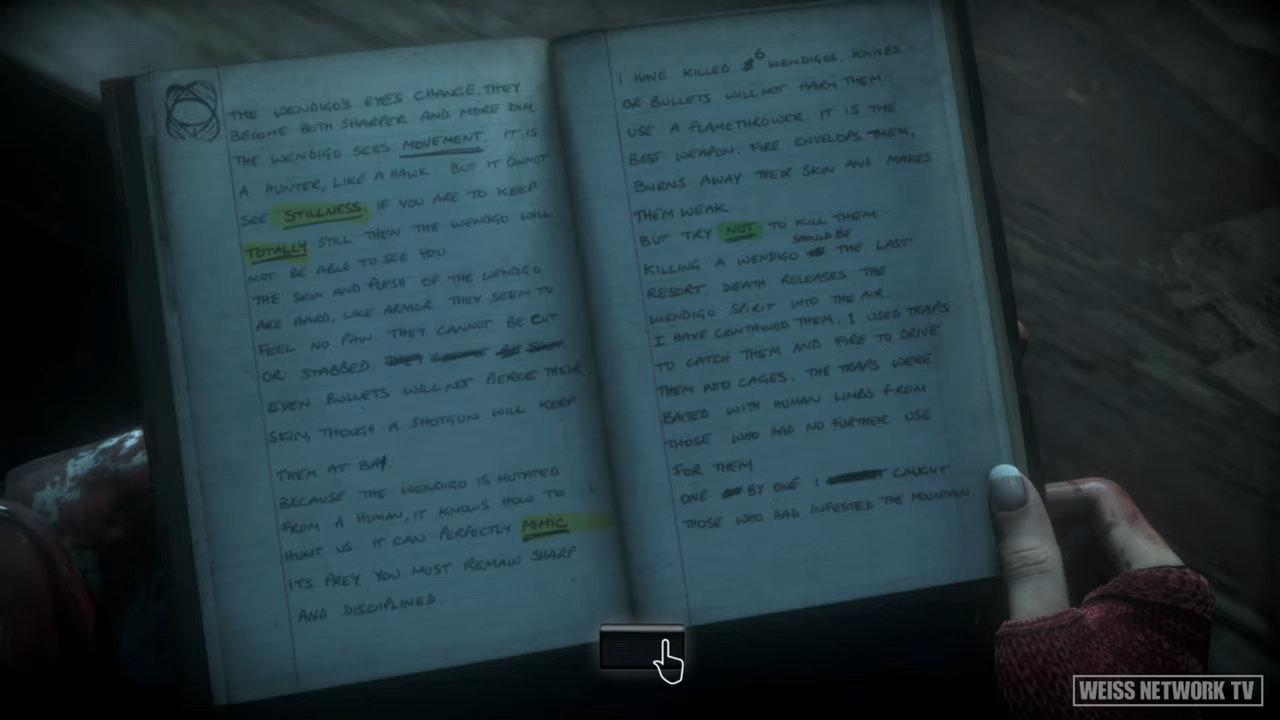 THE WENDIGO'S EYES CHANGE. THEY
BECOME BOTH SHARPER AND MORE DIM.
THE WENDIGO SEES MOVEMENT. IT IS
A HUNTER, LIKE A HAWK. BUT IT CANNOT
SEE STILLNESS. IF YOU ARE TO KEEP
TOTALLY STILL THEN THE WENDIGO WILL
NOT BE ABLE TO SEE YOU
THE SKIN AND FLESH OF THE WENDIGO
ARE HARD, LIKE ARMOR. THEY SEEM TO
FEEL NO PAIN. THEY CANNOT BE CUT
OR STABBED.
EVEN BULLETS WILL NOT PIERCE THEIR
SKIN, THOUGH A SHOTGUN WILL KEEP
THEM AT BAY.
BECAUSE THE WENDIGO IS MUTATED
FROM A HUMAN, IT KNOWS HOW TO
HUNT US. IT CAN PERFECTLY MIMIC
ITS PREY. YOU MUST REMAIN SHARP
AND DISCIPLINED.
I HAVE KILLED 6 WENDIGOS. KNIVES
OR BULLETS WILL NOT HARM THEM
USE A FLAMETHROWER. IT IS THE
BEST WEAPON. FIRE ENVELOPS THEM,
BURNS AWAY THEIR SKIN AND MAKES
THEM WEAK
BUT TRY NOT TO KILL THEM
KILLING A WENDIGO SHOULD BE THE LAST
RESORT. DEATH RELEASES THE
WENDIGO SPIRIT INTO THE AIR.
I HAVE CONTAINED THEM. I USED TRAPS
TO CATCH THEM AND FIRE TO DRIVE
THEM INTO CAGES. THE TRAPS WERE
BAITED WITH HUMAN LIMBS FROM
THOSE WHO HAD NO FURTHER USE
FOR THEM
ONE BY ONE I CAUGHT
THOSE WHO HAD INFESTED THE MOUNTAIN.
WEISS NETWORK TV